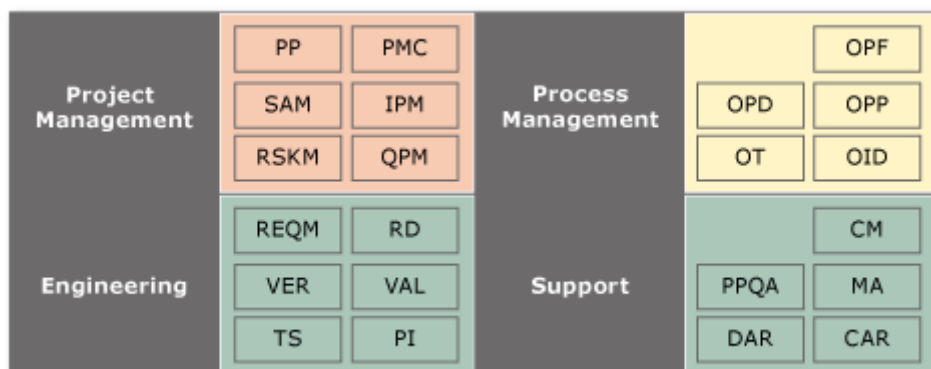 Project
Management
PP PMC
SAM IPM
RSKM QPM
Process
Management
OPF
OPD OPP
OT OID
Engineering
REQM RD
VER VAL
TS PI
Support
CM
PPQA MA
DAR CAR